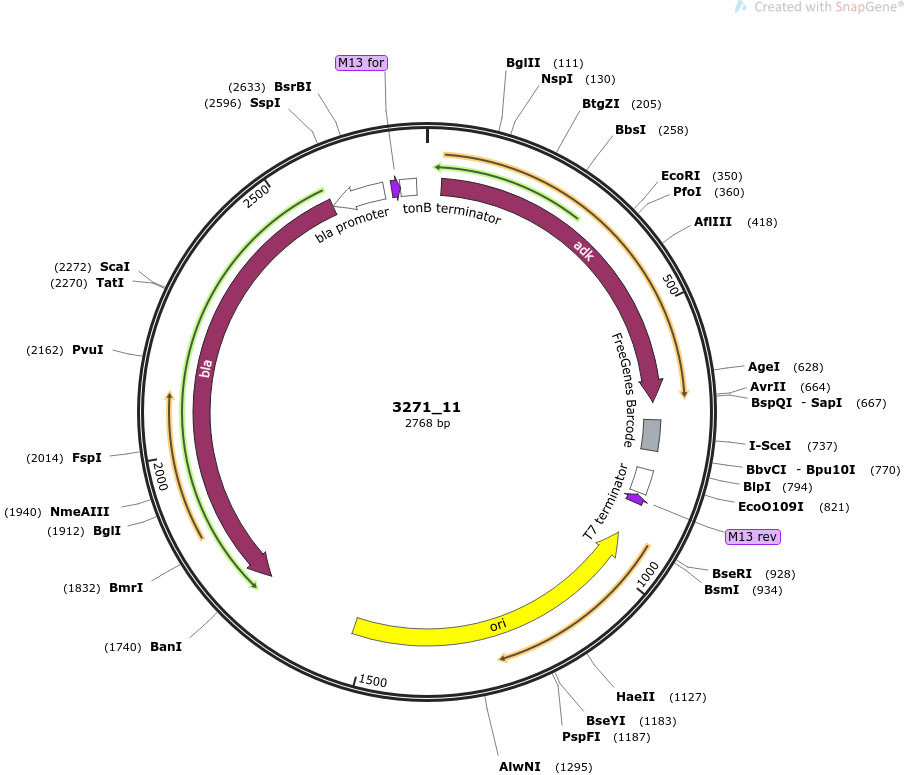 Created with SnapGene®
M13 for
BglII (111)
NspI (130)
BtgZI (205)
BbsI (258)
EcoRI (350)
PfoI (360)
AflIII (418)
500
AgeI (628)
AvrII (664)
BspQI - SapI (667)
I-SceI (737)
BbvCI - Bpu10I (770)
BlpI (794)
EcoO109I (821)
M13 rev
BseRI (928)
BsmI (934)
1000
HaeII (1127)
BseYI (1183)
PspFI (1187)
AlwNI (1295)
1500
(1740) BanI
(1832) BmrI
(1912) BglI
(1940) NmeAIII
2000
(2014) FspI
(2162) PvuI
(2270) TatI
(2272) ScaI
2500
(2596) SspI
(2633) BsrBI
bla promoter
tonB terminator
adk
FreeGenes Barcode
T7 terminator
ori
bla
3271_11
2768 bp